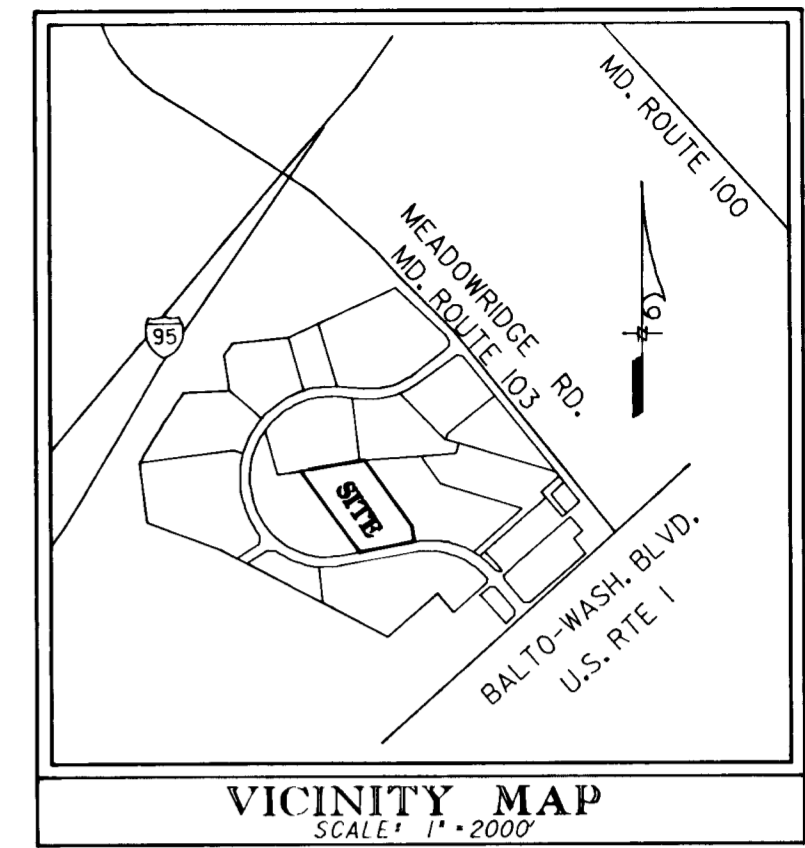 MD. ROUTE 100
MEADOWRIDGE RD.
MD. ROUTE 103
95
SITE
BALTO-WASH. BLVD.
U.S. RTE 1
VICINITY MAP
SCALE: 1" = 2000'